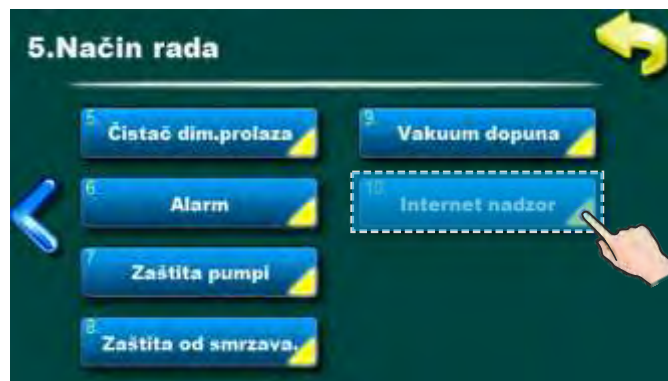 5.Način rada
5.
Čistač dim.prolaza
6.
Alarm
7
Zaštita pumpi
8.
Zaštita od smrzava.
9.
Vakuum dopuna
10.
Internet nadzor